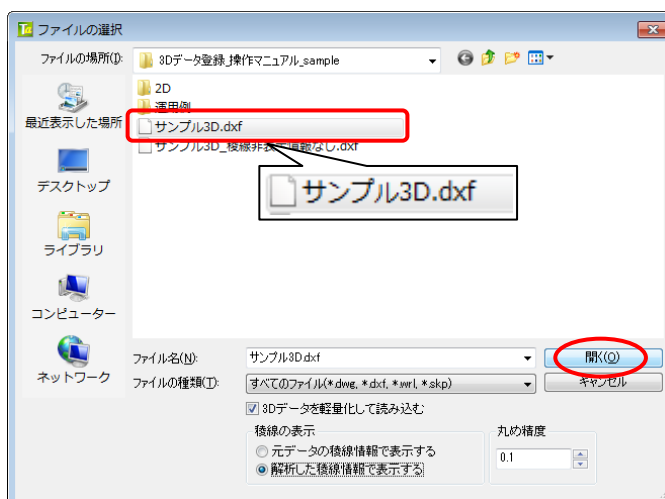 ファイルの選択
ファイルの場所(I):
3Dデータ登録_操作マニュアル_sample
最近表示した場所
デスクトップ
ライブラリ
コンピューター
ネットワーク
2D
運用例
サンプル3D.dxf
サンプル3D_稜線非表示情報なし.dxf
サンプル3D.dxf
ファイル名(N):
サンプル3D.dxf
開く(O)
ファイルの種類(T):
すべてのファイル(*.dwg, *.dxf, *.wrl, *.skp)
キャンセル
3Dデータを軽量化して読み込む
稜線の表示
元データの稜線情報で表示する
解析した稜線情報で表示する
丸め精度
0.1